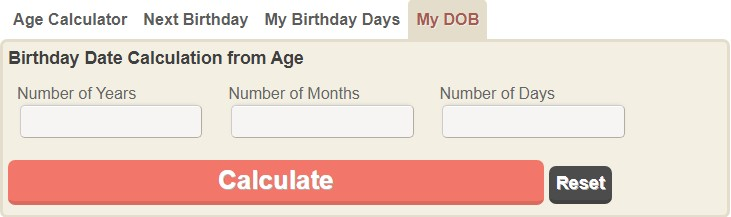 Age Calculator Next Birthday My Birthday Days My DOB
Birthday Date Calculation from Age
Number of Years Number of Months Number of Days
Calculate Reset